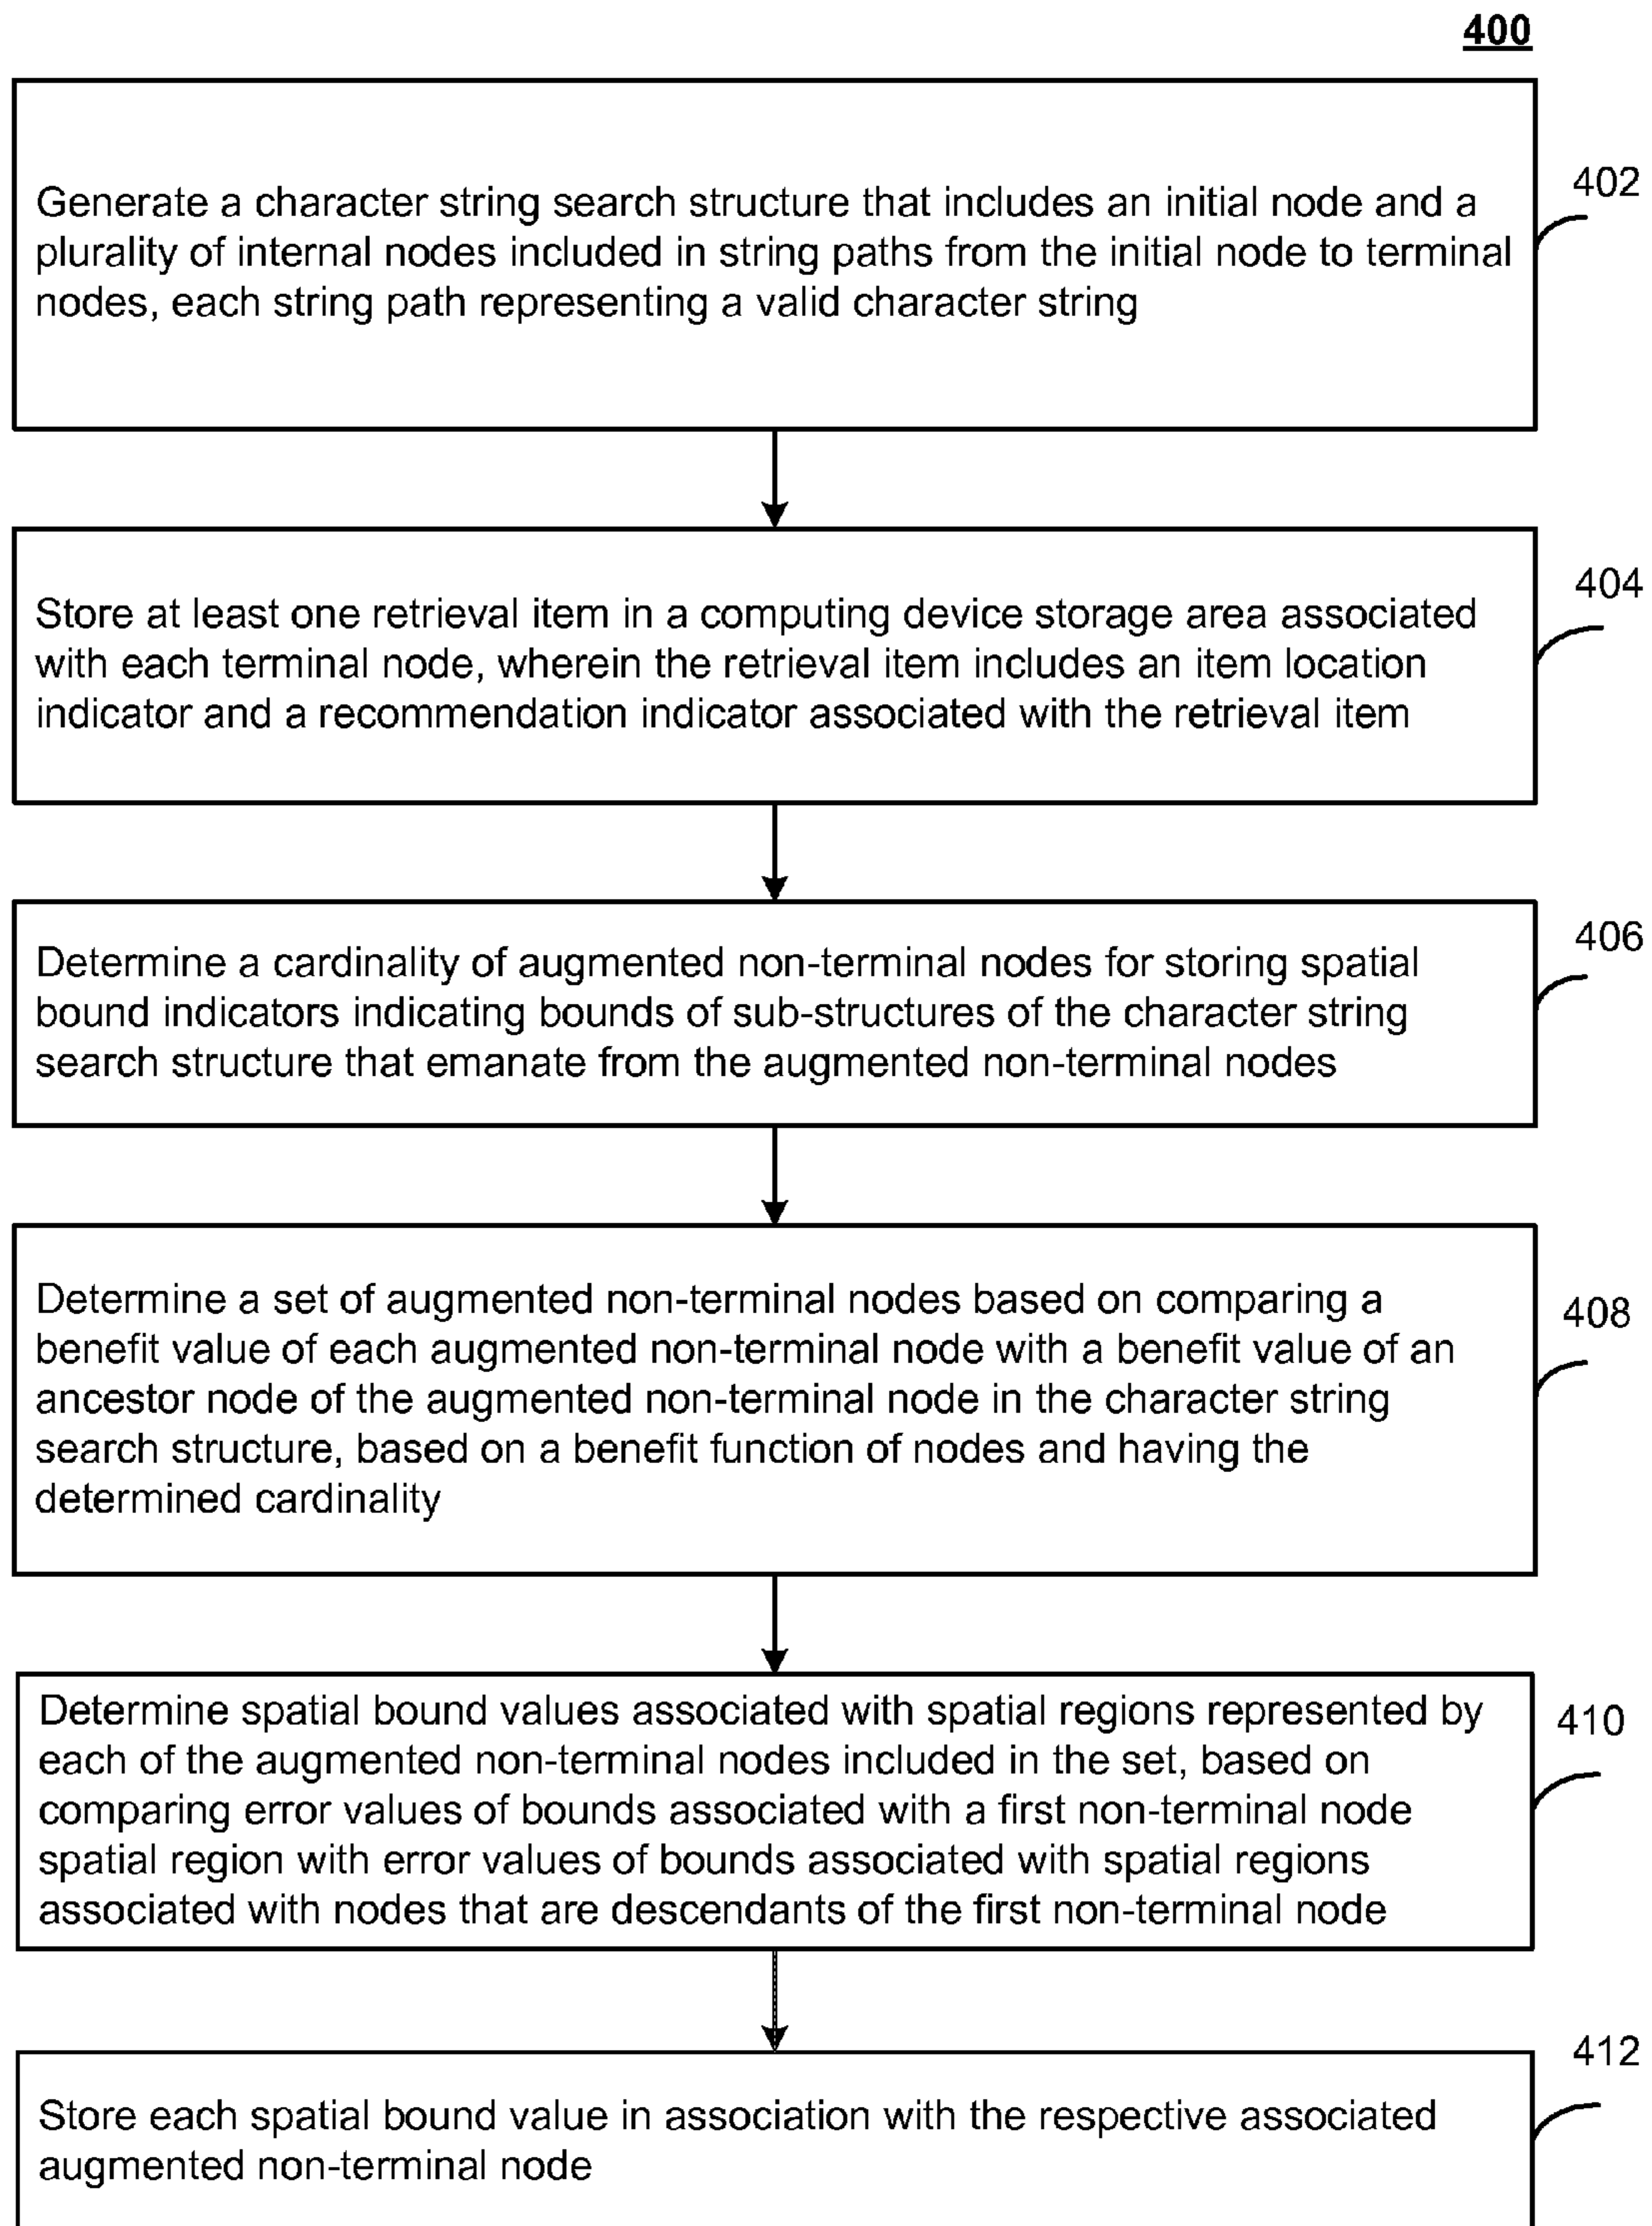 400
Generate a character string search structure that includes an initial node and a
plurality of internal nodes included in string paths from the initial node to terminal
nodes, each string path representing a valid character string
402
Store at least one retrieval item in a computing device storage area associated
with each terminal node, wherein the retrieval item includes an item location
indicator and a recommendation indicator associated with the retrieval item
404
Determine a cardinality of augmented non-terminal nodes for storing spatial
bound indicators indicating bounds of sub-structures of the character string
search structure that emanate from the augmented non-terminal nodes
406
Determine a set of augmented non-terminal nodes based on comparing a
benefit value of each augmented non-terminal node with a benefit value of an
ancestor node of the augmented non-terminal node in the character string
search structure, based on a benefit function of nodes and having the
determined cardinality
408
Determine spatial bound values associated with spatial regions represented by
each of the augmented non-terminal nodes included in the set, based on
comparing error values of bounds associated with a first non-terminal node
spatial region with error values of bounds associated with spatial regions
associated with nodes that are descendants of the first non-terminal node
410
Store each spatial bound value in association with the respective associated
augmented non-terminal node
412